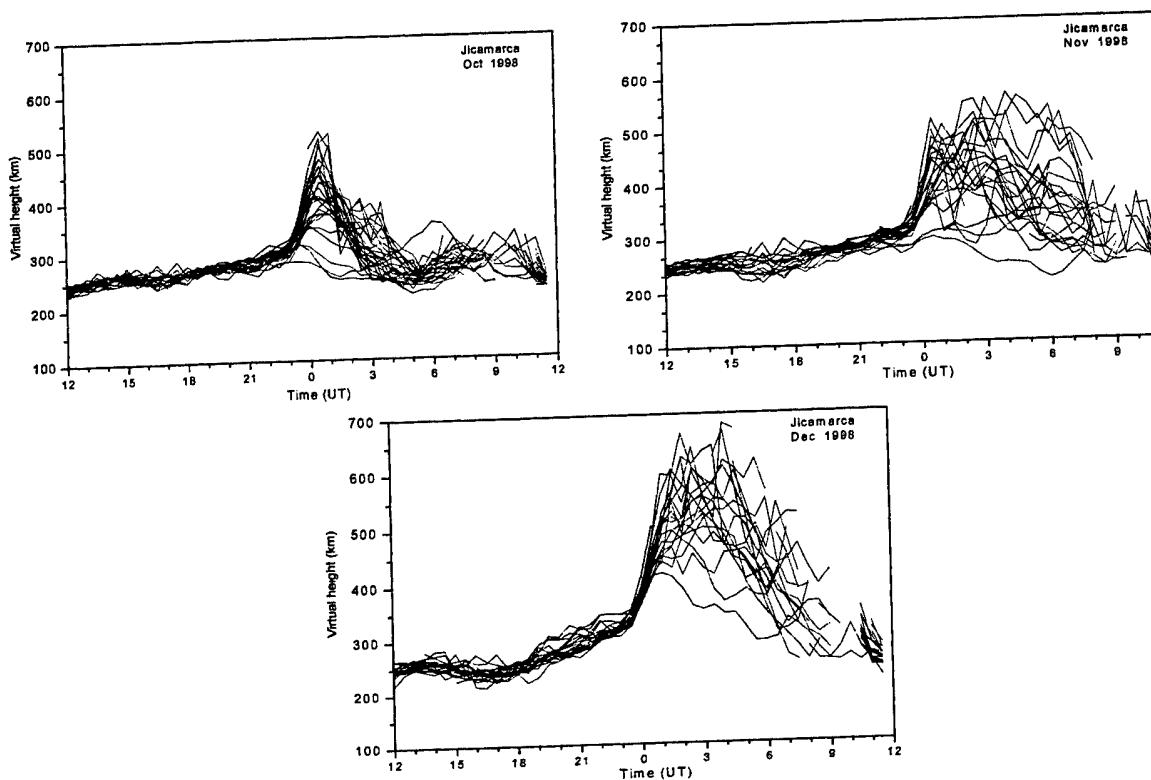 Jicamarca
Oct 1998
Virtual height (km)
700
600
500
400
300
200
100
12 15 18 21 0 3 6 9 12
Time (UT)
Jicamarca
Nov 1998
Virtual height (km)
700
600
500
400
300
200
100
12 15 18 21 0 3 6 9
Time (UT)
Jicamarca
Dec 1998
Virtual height (km)
700
600
500
400
300
200
100
12 15 18 21 0 3 6 9 12
Time (UT)